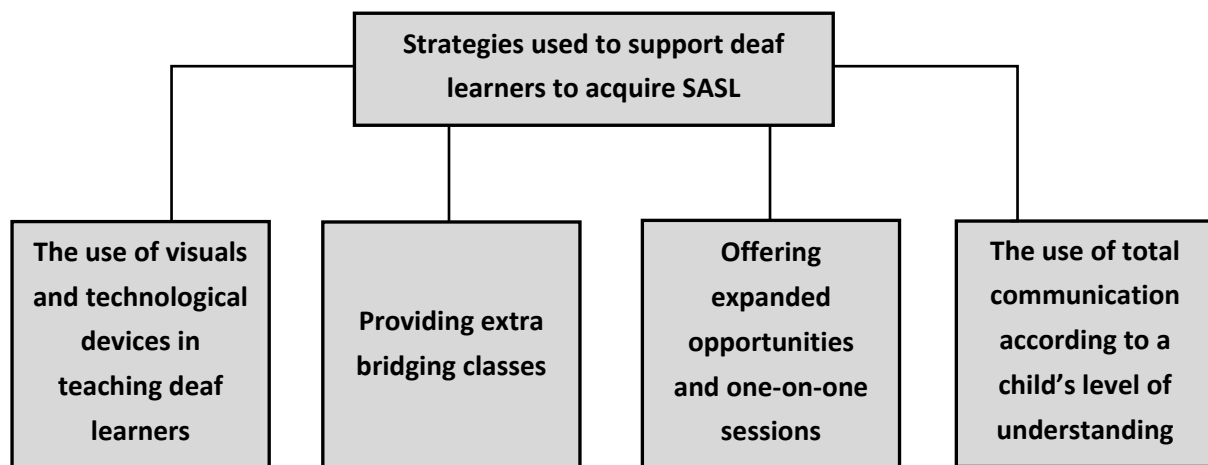 Strategies used to support deaf
learners to acquire SASL
The use of visuals
and technological
devices in
teaching deaf
learners
Providing extra
bridging classes
Offering
expanded
opportunities
and one-on-one
sessions
The use of total
communication
according to a
child’s level of
understanding